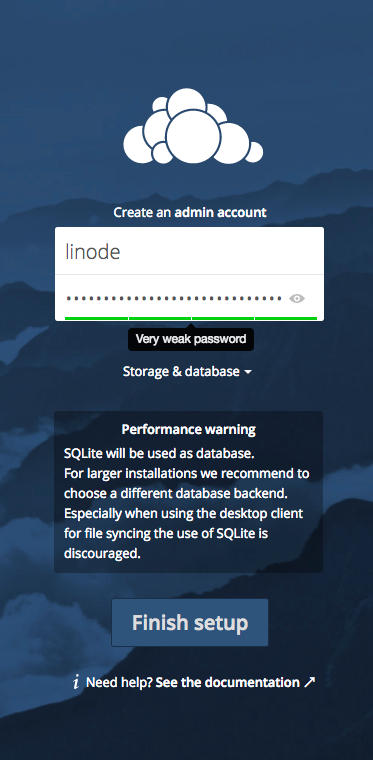 Create an admin account
linode
•••••••••••••••••••••••••••••
Very weak password
Storage & database
Performance warning
SQLite will be used as database.
For larger installations we recommend to
choose a different database backend.
Especially when using the desktop client
for file syncing the use of SQLite is
discouraged.
Finish setup
i Need help? See the documentation ↗